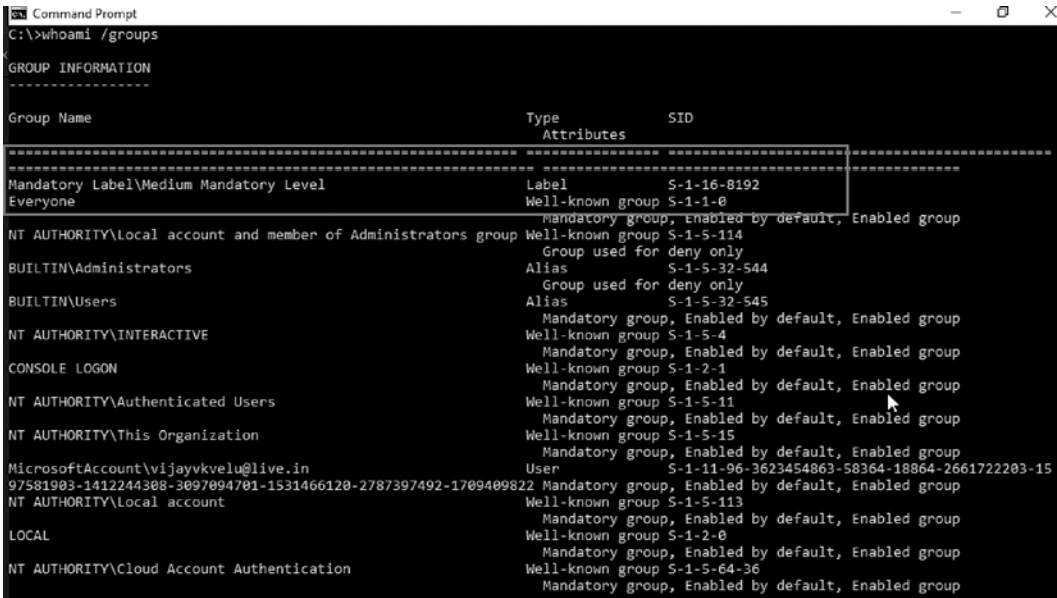 Command Prompt
C:\>whoami /groups
GROUP INFORMATION
-----------------
Group Name Type SID
Attributes
================================================================ ================ ==============================================
================================================================== ===================================================
Mandatory Label\Medium Mandatory Level Label S-1-16-8192
Everyone Well-known group S-1-1-0
Mandatory group, Enabled by default, Enabled group
NT AUTHORITY\Local account and member of Administrators group Well-known group S-1-5-114
Group used for deny only
BUILTIN\Administrators Alias S-1-5-32-544
Group used for deny only
BUILTIN\Users Alias S-1-5-32-545
Mandatory group, Enabled by default, Enabled group
NT AUTHORITY\INTERACTIVE Well-known group S-1-5-4
Mandatory group, Enabled by default, Enabled group
CONSOLE LOGON Well-known group S-1-2-1
Mandatory group, Enabled by default, Enabled group
NT AUTHORITY\Authenticated Users Well-known group S-1-5-11
Mandatory group, Enabled by default, Enabled group
NT AUTHORITY\This Organization Well-known group S-1-5-15
Mandatory group, Enabled by default, Enabled group
MicrosoftAccount\vijayvkvelu@live.in User S-1-11-96-3623454863-58364-18864-2661722203-15
97581903-1412244308-3097094701-1531466120-2787397492-1709409822 Mandatory group, Enabled by default, Enabled group
NT AUTHORITY\Local account Well-known group S-1-5-113
Mandatory group, Enabled by default, Enabled group
LOCAL Well-known group S-1-2-0
Mandatory group, Enabled by default, Enabled group
NT AUTHORITY\Cloud Account Authentication Well-known group S-1-5-64-36
Mandatory group, Enabled by default, Enabled group